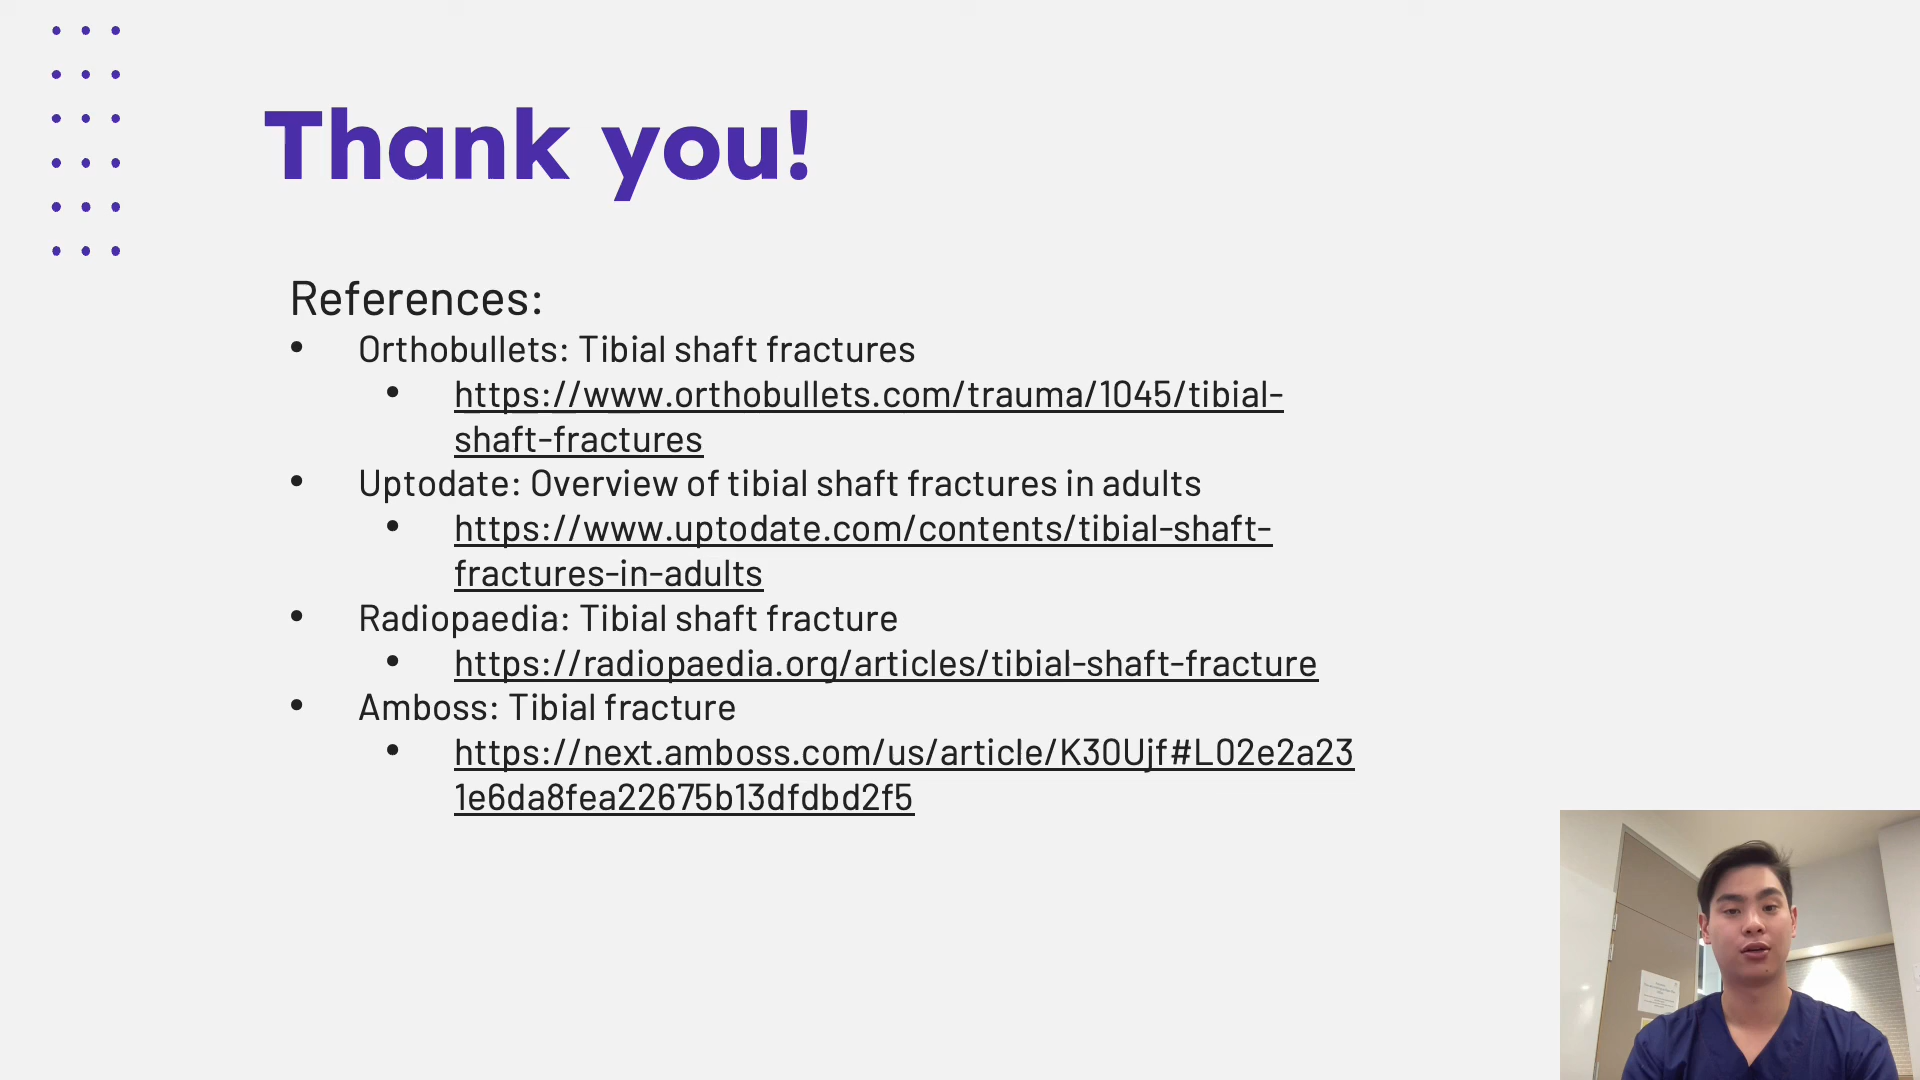 Thank you!
References:
• Orthobullets: Tibial shaft fractures
• https://www.orthobullets.com/trauma/1045/tibial-
shaft-fractures
• Uptodate: Overview of tibial shaft fractures in adults
• https://www.uptodate.com/contents/tibial-shaft-
fractures-in-adults
• Radiopaedia: Tibial shaft fracture
• https://radiopaedia.org/articles/tibial-shaft-fracture
• Amboss: Tibial fracture
• https://next.amboss.com/us/article/K30Ujf#L02e2a23
1e6da8fea22675b13dfdbd2f5